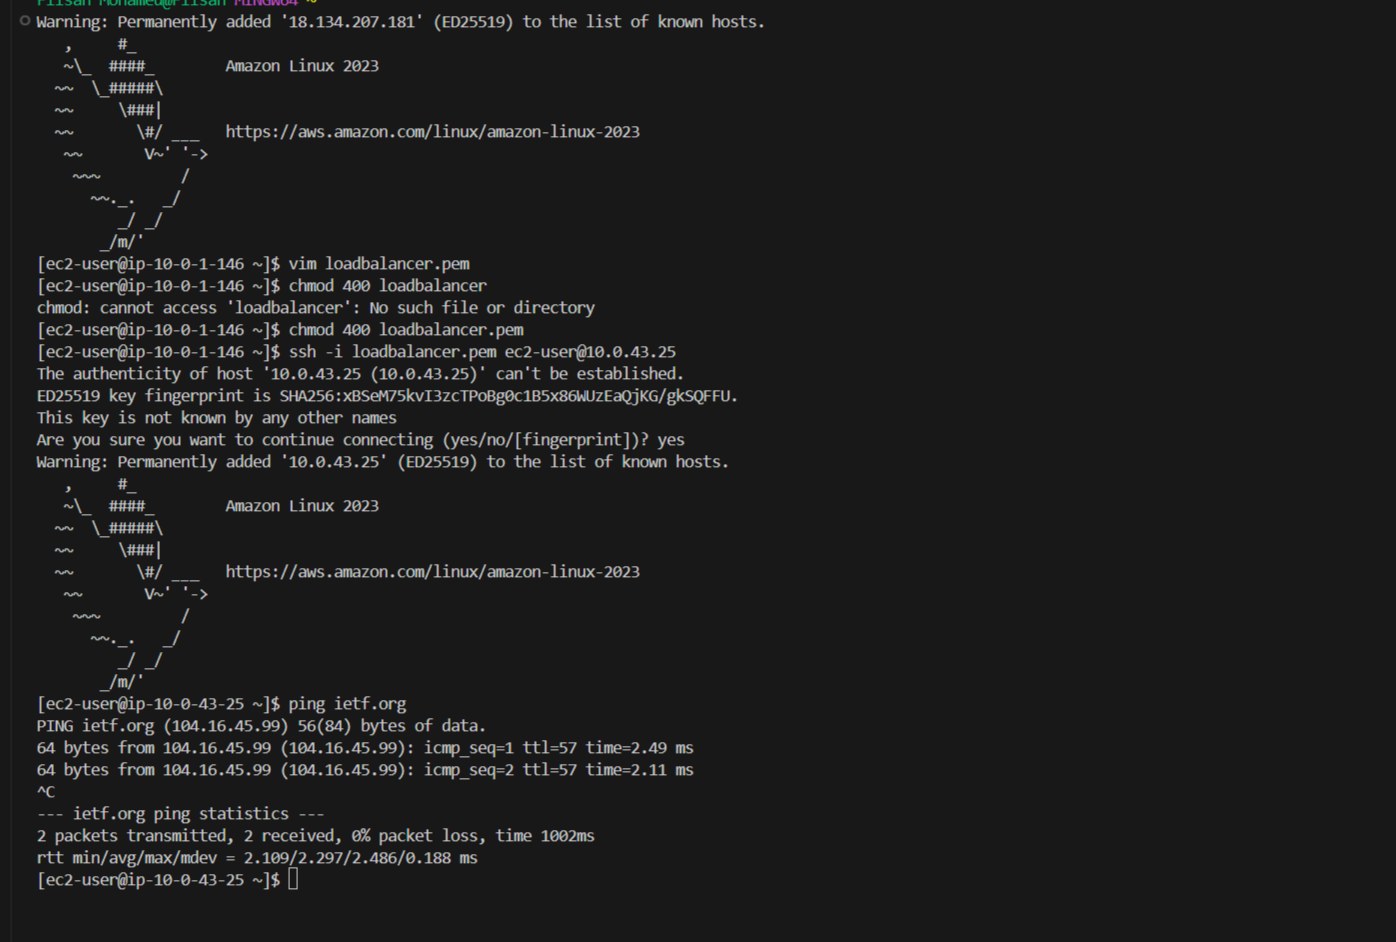 Warning: Permanently added '18.134.207.181' (ED25519) to the list of known hosts.
   ,     #_
   ~\_  ####_        Amazon Linux 2023
  ~~  \_#####\
  ~~     \###|
  ~~       \#/ ___   https://aws.amazon.com/linux/amazon-linux-2023
   ~~       V~' '->
    ~~~         /
      ~~._.   _/
         _/ _/
       _/m/'
[ec2-user@ip-10-0-1-146 ~]$ vim loadbalancer.pem
[ec2-user@ip-10-0-1-146 ~]$ chmod 400 loadbalancer
chmod: cannot access 'loadbalancer': No such file or directory
[ec2-user@ip-10-0-1-146 ~]$ chmod 400 loadbalancer.pem
[ec2-user@ip-10-0-1-146 ~]$ ssh -i loadbalancer.pem ec2-user@10.0.43.25
The authenticity of host '10.0.43.25 (10.0.43.25)' can't be established.
ED25519 key fingerprint is SHA256:xBSeM75kvI3zcTPoBg0c1B5x86WUzEaQjKG/gkSQFFU.
This key is not known by any other names
Are you sure you want to continue connecting (yes/no/[fingerprint])? yes
Warning: Permanently added '10.0.43.25' (ED25519) to the list of known hosts.
   ,     #_
   ~\_  ####_        Amazon Linux 2023
  ~~  \_#####\
  ~~     \###|
  ~~       \#/ ___   https://aws.amazon.com/linux/amazon-linux-2023
   ~~       V~' '->
    ~~~         /
      ~~._.   _/
         _/ _/
       _/m/'
[ec2-user@ip-10-0-43-25 ~]$ ping ietf.org
PING ietf.org (104.16.45.99) 56(84) bytes of data.
64 bytes from 104.16.45.99 (104.16.45.99): icmp_seq=1 ttl=57 time=2.49 ms
64 bytes from 104.16.45.99 (104.16.45.99): icmp_seq=2 ttl=57 time=2.11 ms
^C
--- ietf.org ping statistics ---
2 packets transmitted, 2 received, 0% packet loss, time 1002ms
rtt min/avg/max/mdev = 2.109/2.297/2.486/0.188 ms
[ec2-user@ip-10-0-43-25 ~]$